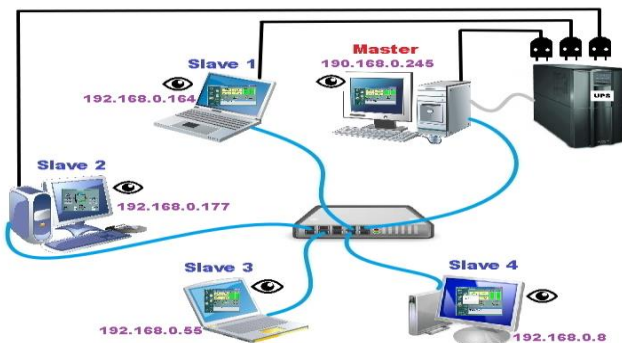 Slave 1
Master
190.168.0.245
192.168.0.164
UPS
Slave 2
192.168.0.177
Slave 3
Slave 4
192.168.0.55
192.168.0.8